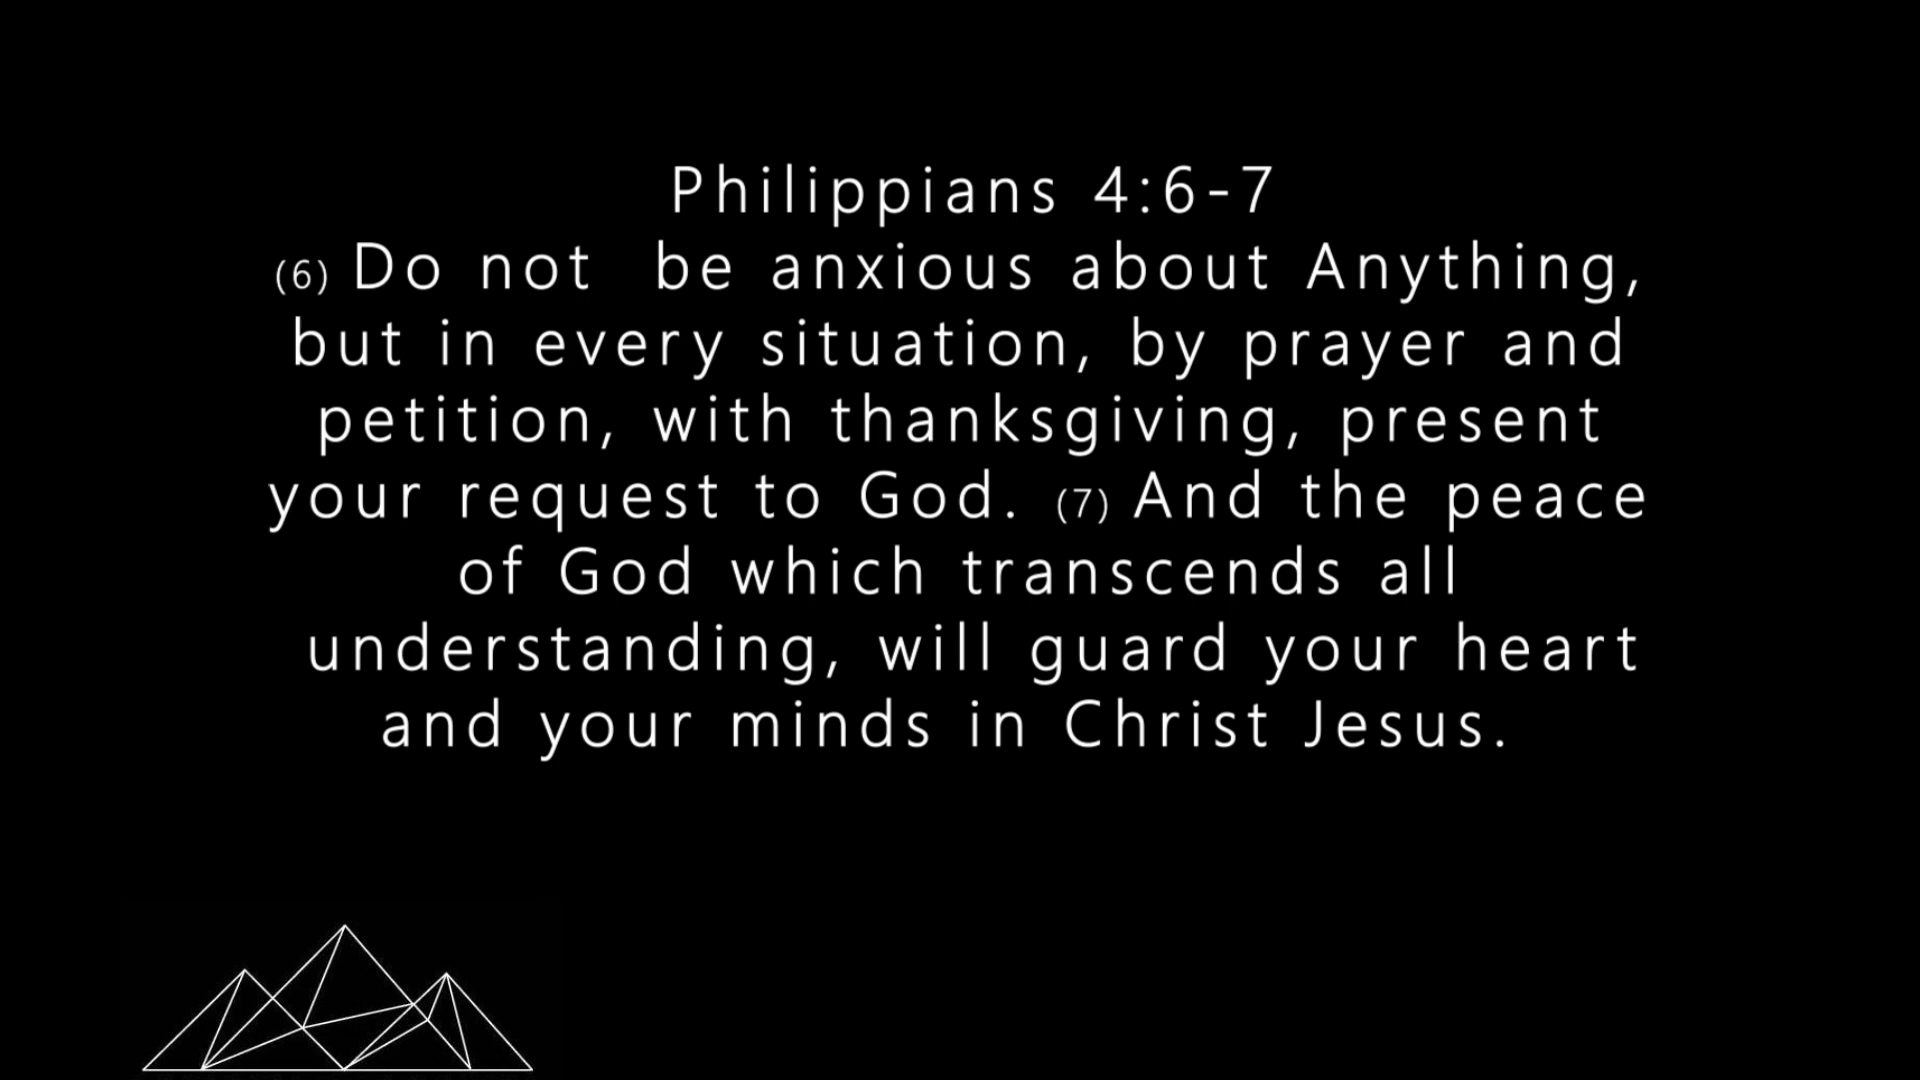 Philippians 4:6-7
(6) Do not  be anxious about Anything,
but in every situation, by prayer and
petition, with thanksgiving, present
your request to God. (7) And the peace
of God which transcends all
understanding, will guard your heart
and your minds in Christ Jesus.